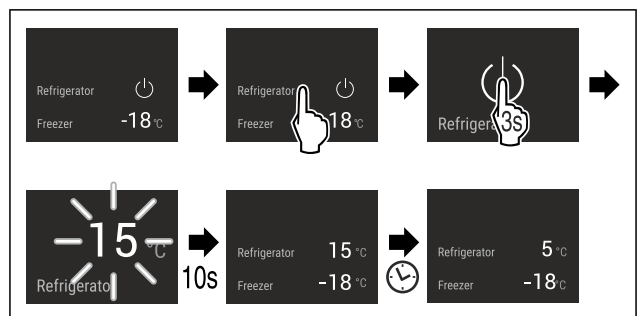 Refrigerator
Freezer -18 °C
Refrigerator
Freezer 18 °C
Refrigera
3s
15 °C
Refrigerato
10s
Refrigerator 15 °C
Freezer -18 °C
Refrigerator 5 °C
Freezer -18 °C